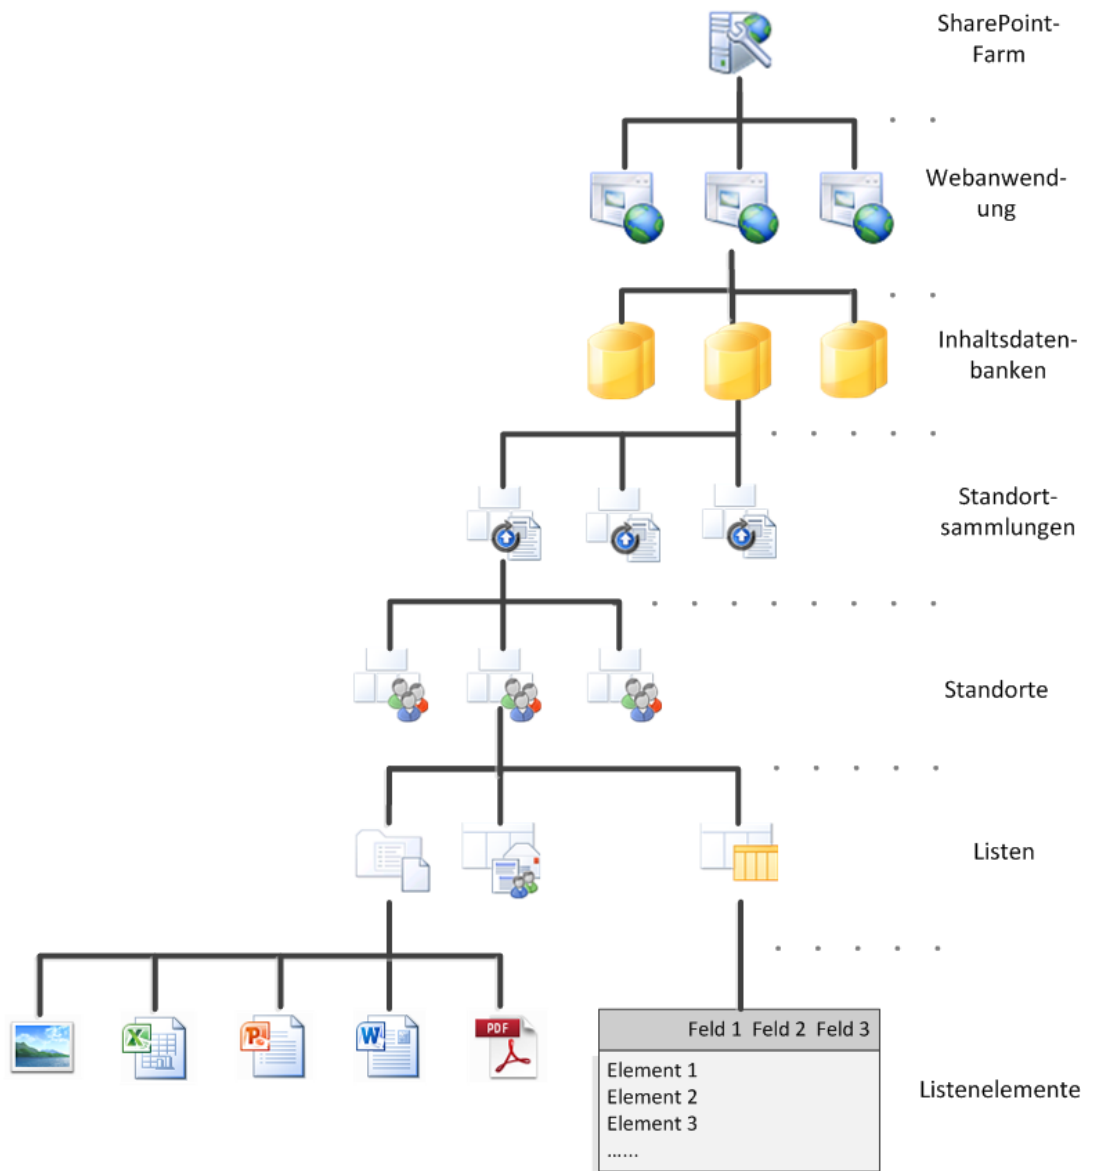 SharePoint-
Farm
Webanwend-
ung
Inhaltsdaten-
banken
Standort-
sammlungen
Standorte
Listen
PDF
Feld 1 Feld 2 Feld 3
Element 1
Element 2
Element 3
......
Listenelemente